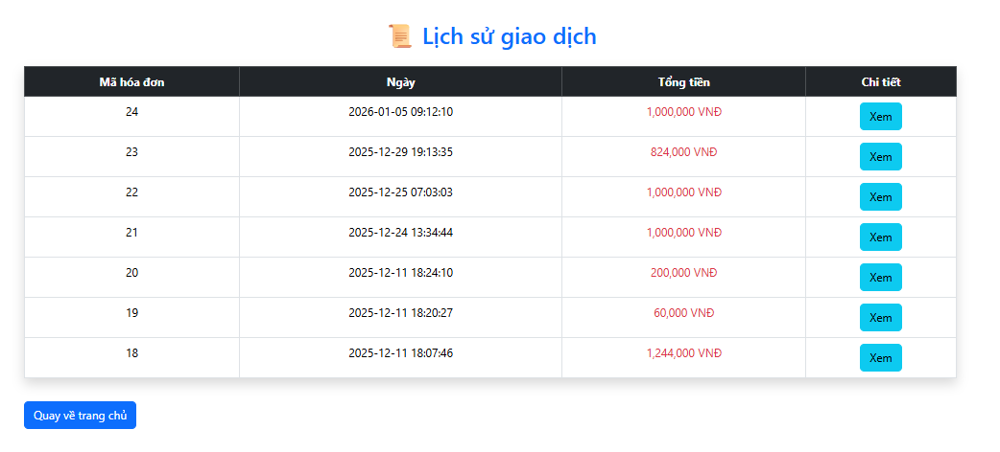 Lịch sử giao dịch
Mã hóa đơn Ngày Tổng tiền Chi tiết
24 2026-01-05 09:12:10 1,000,000 VNĐ Xem
23 2025-12-29 19:13:35 824,000 VNĐ Xem
22 2025-12-25 07:03:03 1,000,000 VNĐ Xem
21 2025-12-24 13:34:44 1,000,000 VNĐ Xem
20 2025-12-11 18:24:10 200,000 VNĐ Xem
19 2025-12-11 18:20:27 60,000 VNĐ Xem
18 2025-12-11 18:07:46 1,244,000 VNĐ Xem
Quay về trang chủ